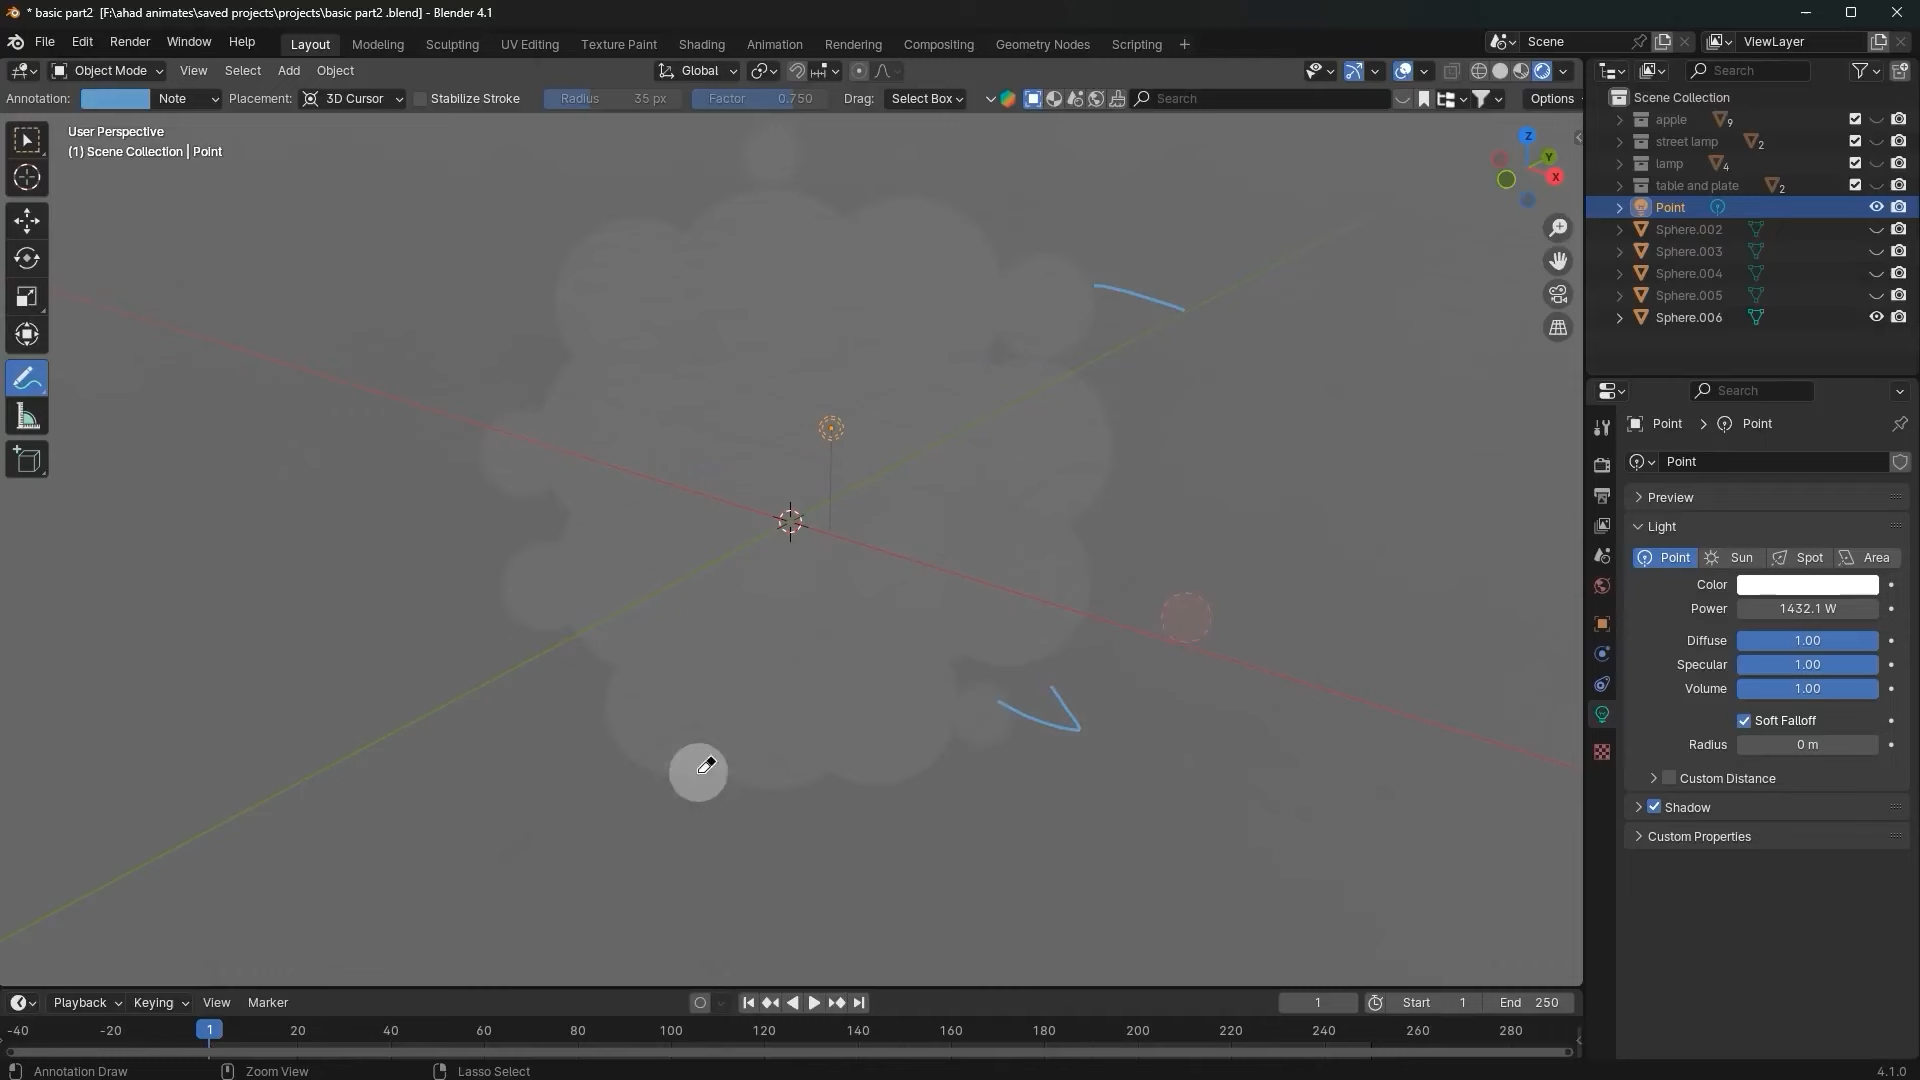 * basic part2  [F:\ahad animates\saved projects\projects\basic part2 .blend] - Blender 4.1
File Edit Render Window Help Layout Modeling Sculpting UV Editing Texture Paint Shading Animation Rendering Compositing Geometry Nodes Scripting + Scene ViewLayer
Object Mode View Select Add Object Global Search
Annotation: Note Placement: 3D Cursor Stabilize Stroke Radius 35 px Factor 0.750 Drag: Select Box Search Options
User Perspective
(1) Scene Collection | Point
Z
Y
X
Scene Collection
apple 9
street lamp 2
lamp 4
table and plate 2
Point
Sphere.002
Sphere.003
Sphere.004
Sphere.005
Sphere.006
Search
Point > Point
Point
Preview
Light
Point Sun Spot Area
Color
Power 1432.1 W
Diffuse 1.00
Specular 1.00
Volume 1.00
Soft Falloff
Radius 0 m
Custom Distance
Shadow
Custom Properties
Playback Keying View Marker 1 Start 1 End 250
-40 -20 1 20 40 60 80 100 120 140 160 180 200 220 240 260 280
Annotation Draw Zoom View Lasso Select 4.1.0